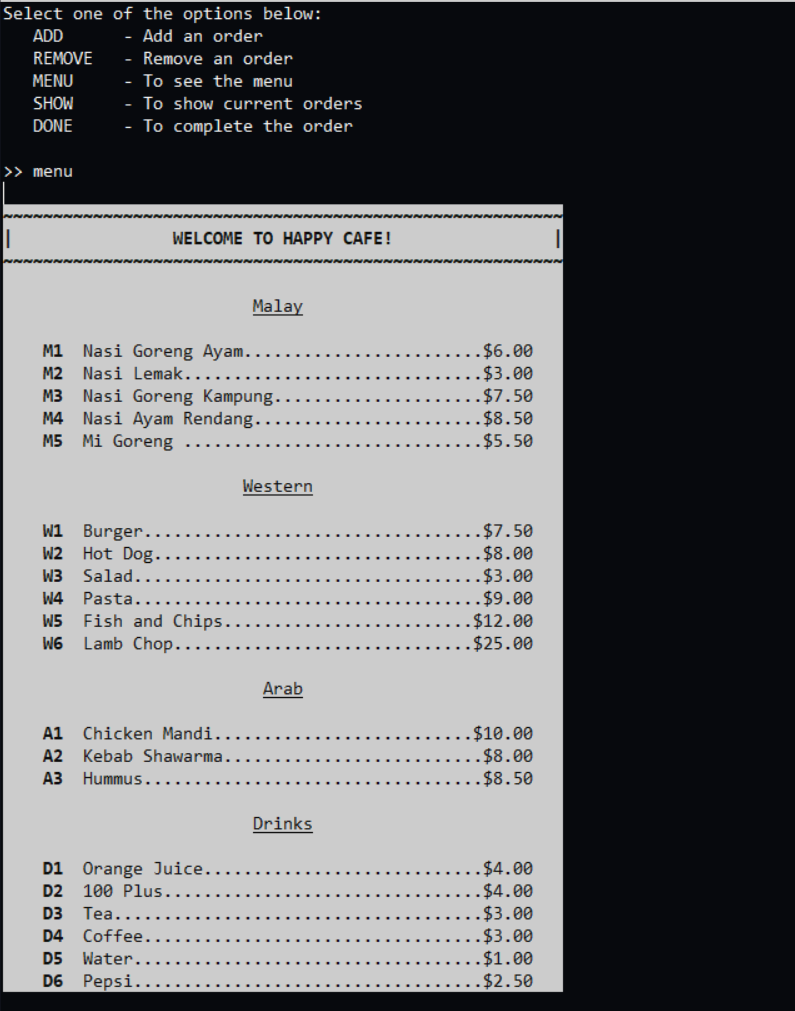 Select one of the options below:
ADD - Add an order
REMOVE - Remove an order
MENU - To see the menu
SHOW - To show current orders
DONE - To complete the order
>> menu
~~~~~~~~~~~~~~~~~~~~~~~~~~~~~~~~~~~~~~~~~~~~~~~~~~~~~~~~
| WELCOME TO HAPPY CAFE! |
~~~~~~~~~~~~~~~~~~~~~~~~~~~~~~~~~~~~~~~~~~~~~~~~~~~~~~~~
Malay
M1 Nasi Goreng Ayam........................$6.00
M2 Nasi Lemak..............................$3.00
M3 Nasi Goreng Kampung.....................$7.50
M4 Nasi Ayam Rendang.......................$8.50
M5 Mi Goreng ..............................$5.50
Western
W1 Burger..................................$7.50
W2 Hot Dog.................................$8.00
W3 Salad...................................$3.00
W4 Pasta...................................$9.00
W5 Fish and Chips.........................$12.00
W6 Lamb Chop..............................$25.00
Arab
A1 Chicken Mandi..........................$10.00
A2 Kebab Shawarma..........................$8.00
A3 Hummus..................................$8.50
Drinks
D1 Orange Juice............................$4.00
D2 100 Plus................................$4.00
D3 Tea.....................................$3.00
D4 Coffee..................................$3.00
D5 Water...................................$1.00
D6 Pepsi...................................$2.50